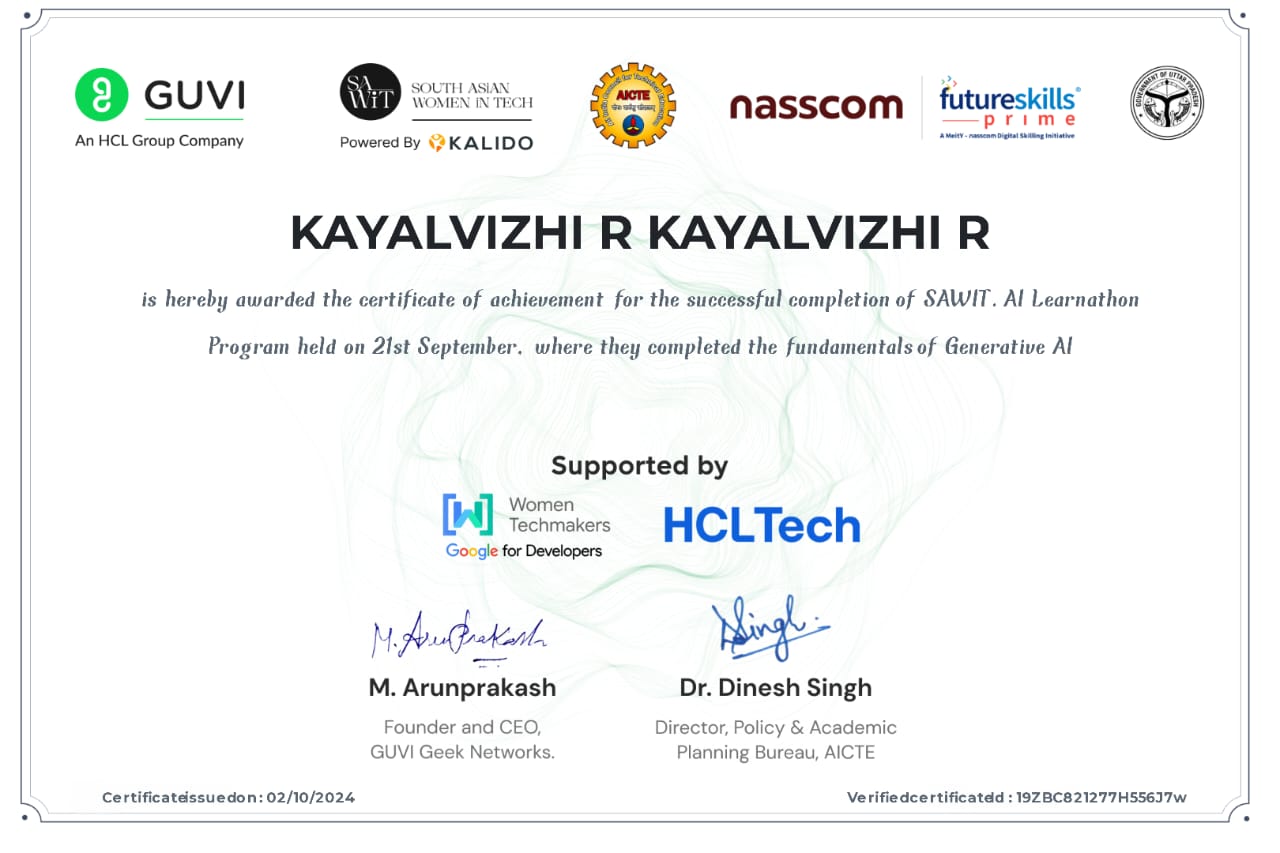 GUVI
An HCL Group Company
SAWiT
SOUTH ASIAN
WOMEN IN TECH
Powered By KALIDO
AICTE
nasscom
futureskills
prime
A MeitY - nasscom Digital Skilling Initiative
GOVERNMENT OF UTTAR PRADESH
KAYALVIZHI R KAYALVIZHI R
is hereby awarded the certificate of achievement for the successful completion of SAWIT. AI Learnathon
Program held on 21st September. where they completed the fundamentals of Generative AI
Supported by
Women
Techmakers
Google for Developers
HCLTech
M. ArunPrakash
Singh.
M. Arunprakash
Dr. Dinesh Singh
Founder and CEO,
GUVI Geek Networks.
Director, Policy & Academic
Planning Bureau, AICTE
Certificateissuedon: 02/10/2024
VerifiedcertificateId : 19ZBC821277H556J7w